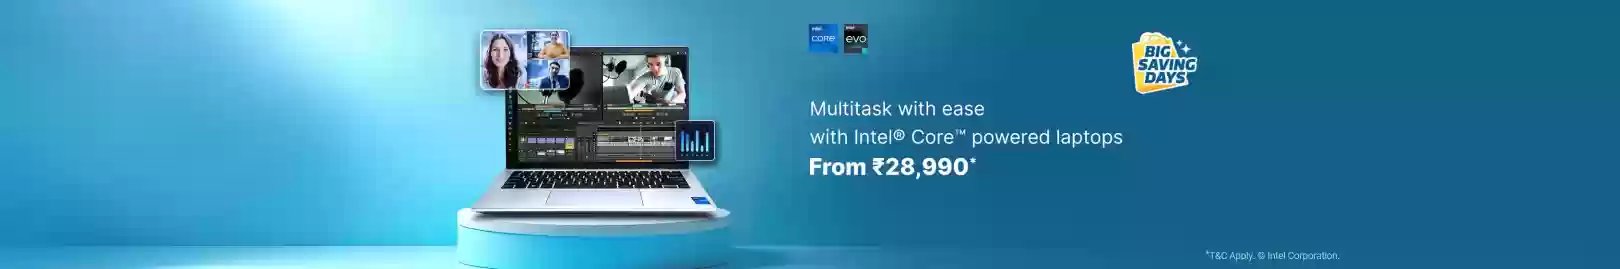 intel
CORE
intel
evo
BIG
SAVING
DAYS
Multitask with ease
with Intel® Core™ powered laptops
From ₹28,990*
*T&C Apply. © Intel Corporation.